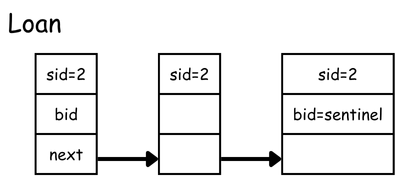 Loan
sid=2
bid
next
sid=2
sid=2
bid=sentinel